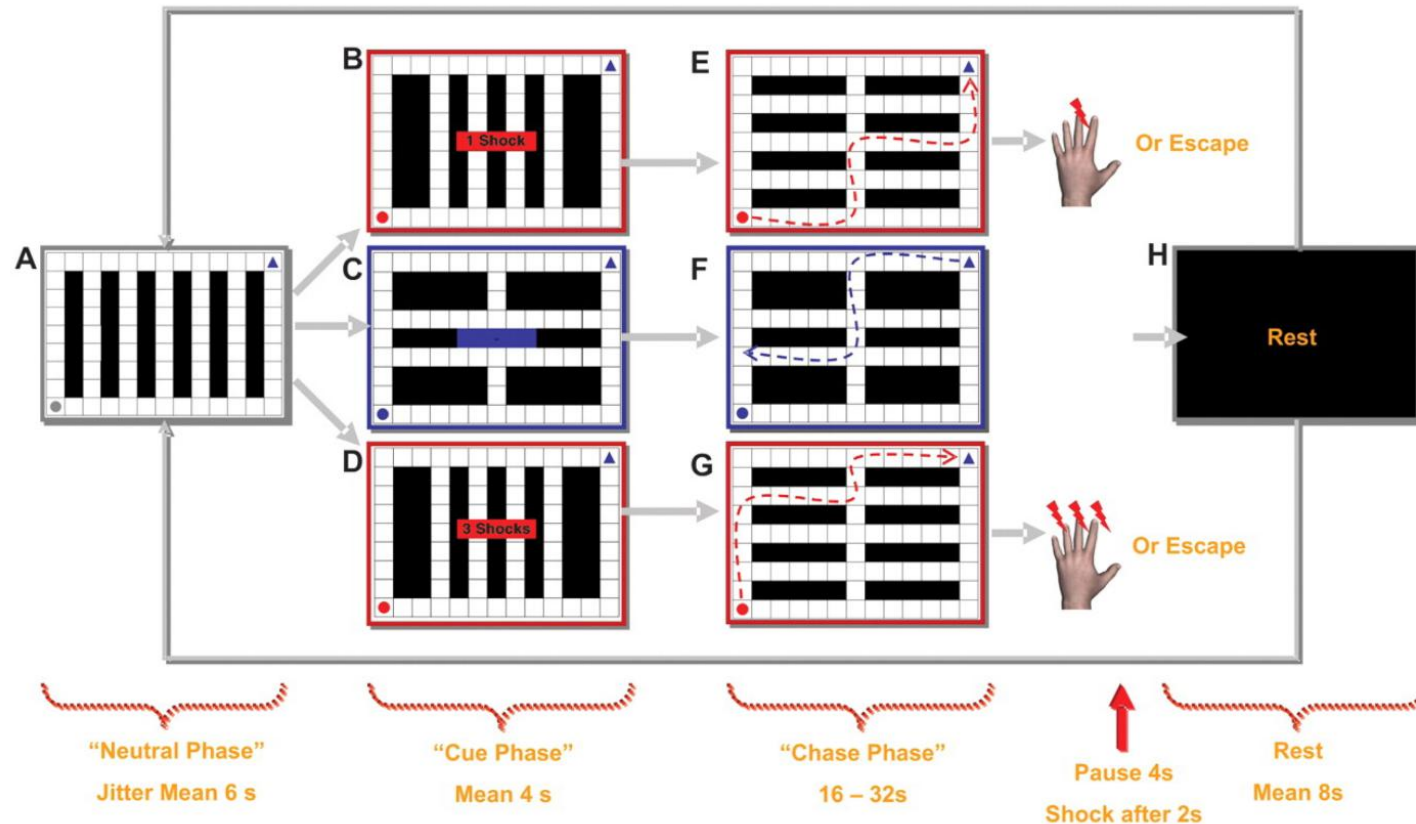 A
B
1 Shock
C
-
D
3 Shocks
E
Or Escape
F
G
Or Escape
H
Rest
“Neutral Phase”
Jitter Mean 6 s
“Cue Phase”
Mean 4 s
“Chase Phase”
16 – 32s
Pause 4s
Shock after 2s
Rest
Mean 8s